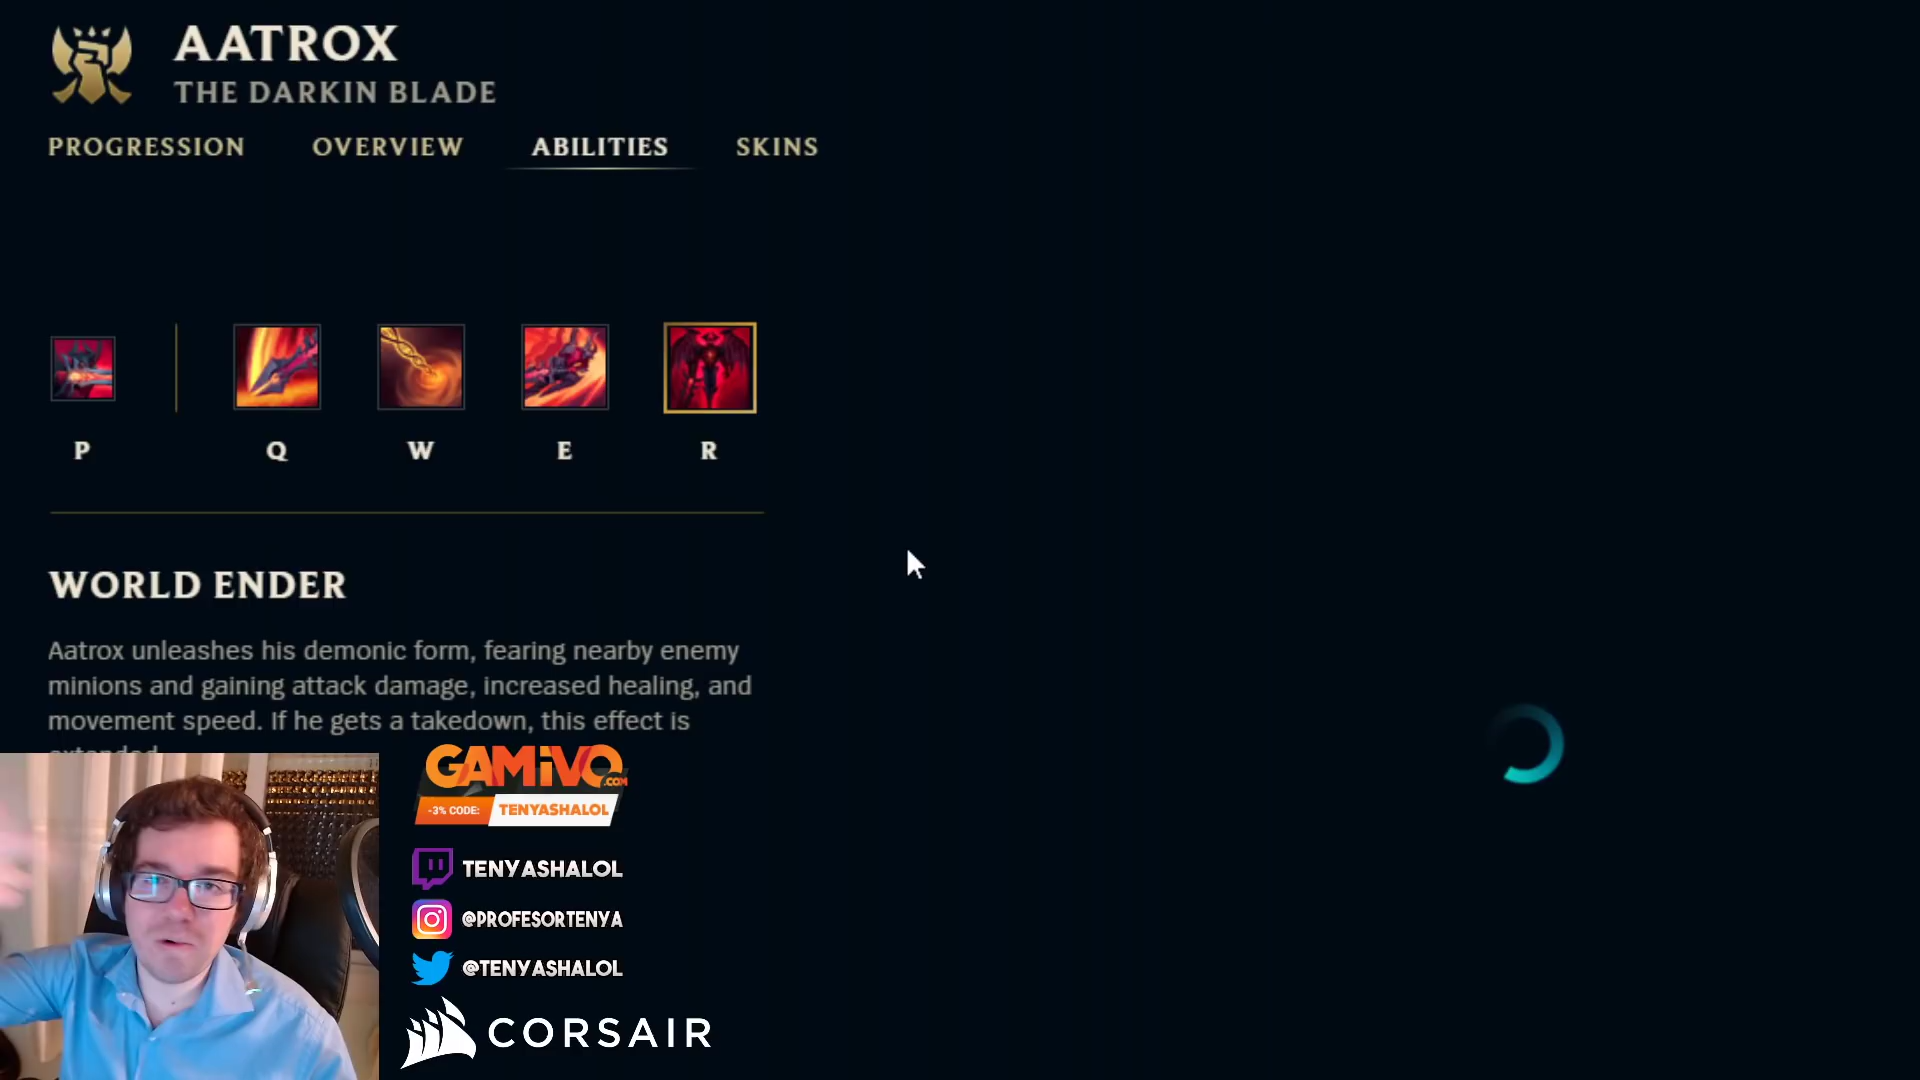 AATROX
THE DARKIN BLADE
PROGRESSION OVERVIEW ABILITIES SKINS
P Q W E R
WORLD ENDER
Aatrox unleashes his demonic form, fearing nearby enemy
minions and gaining attack damage, increased healing, and
movement speed. If he gets a takedown, this effect is
extended.
GAMIVO.COM
-3% CODE: TENYASHALOL
TENYASHALOL
@PROFESORTENYA
@TENYASHALOL
CORSAIR